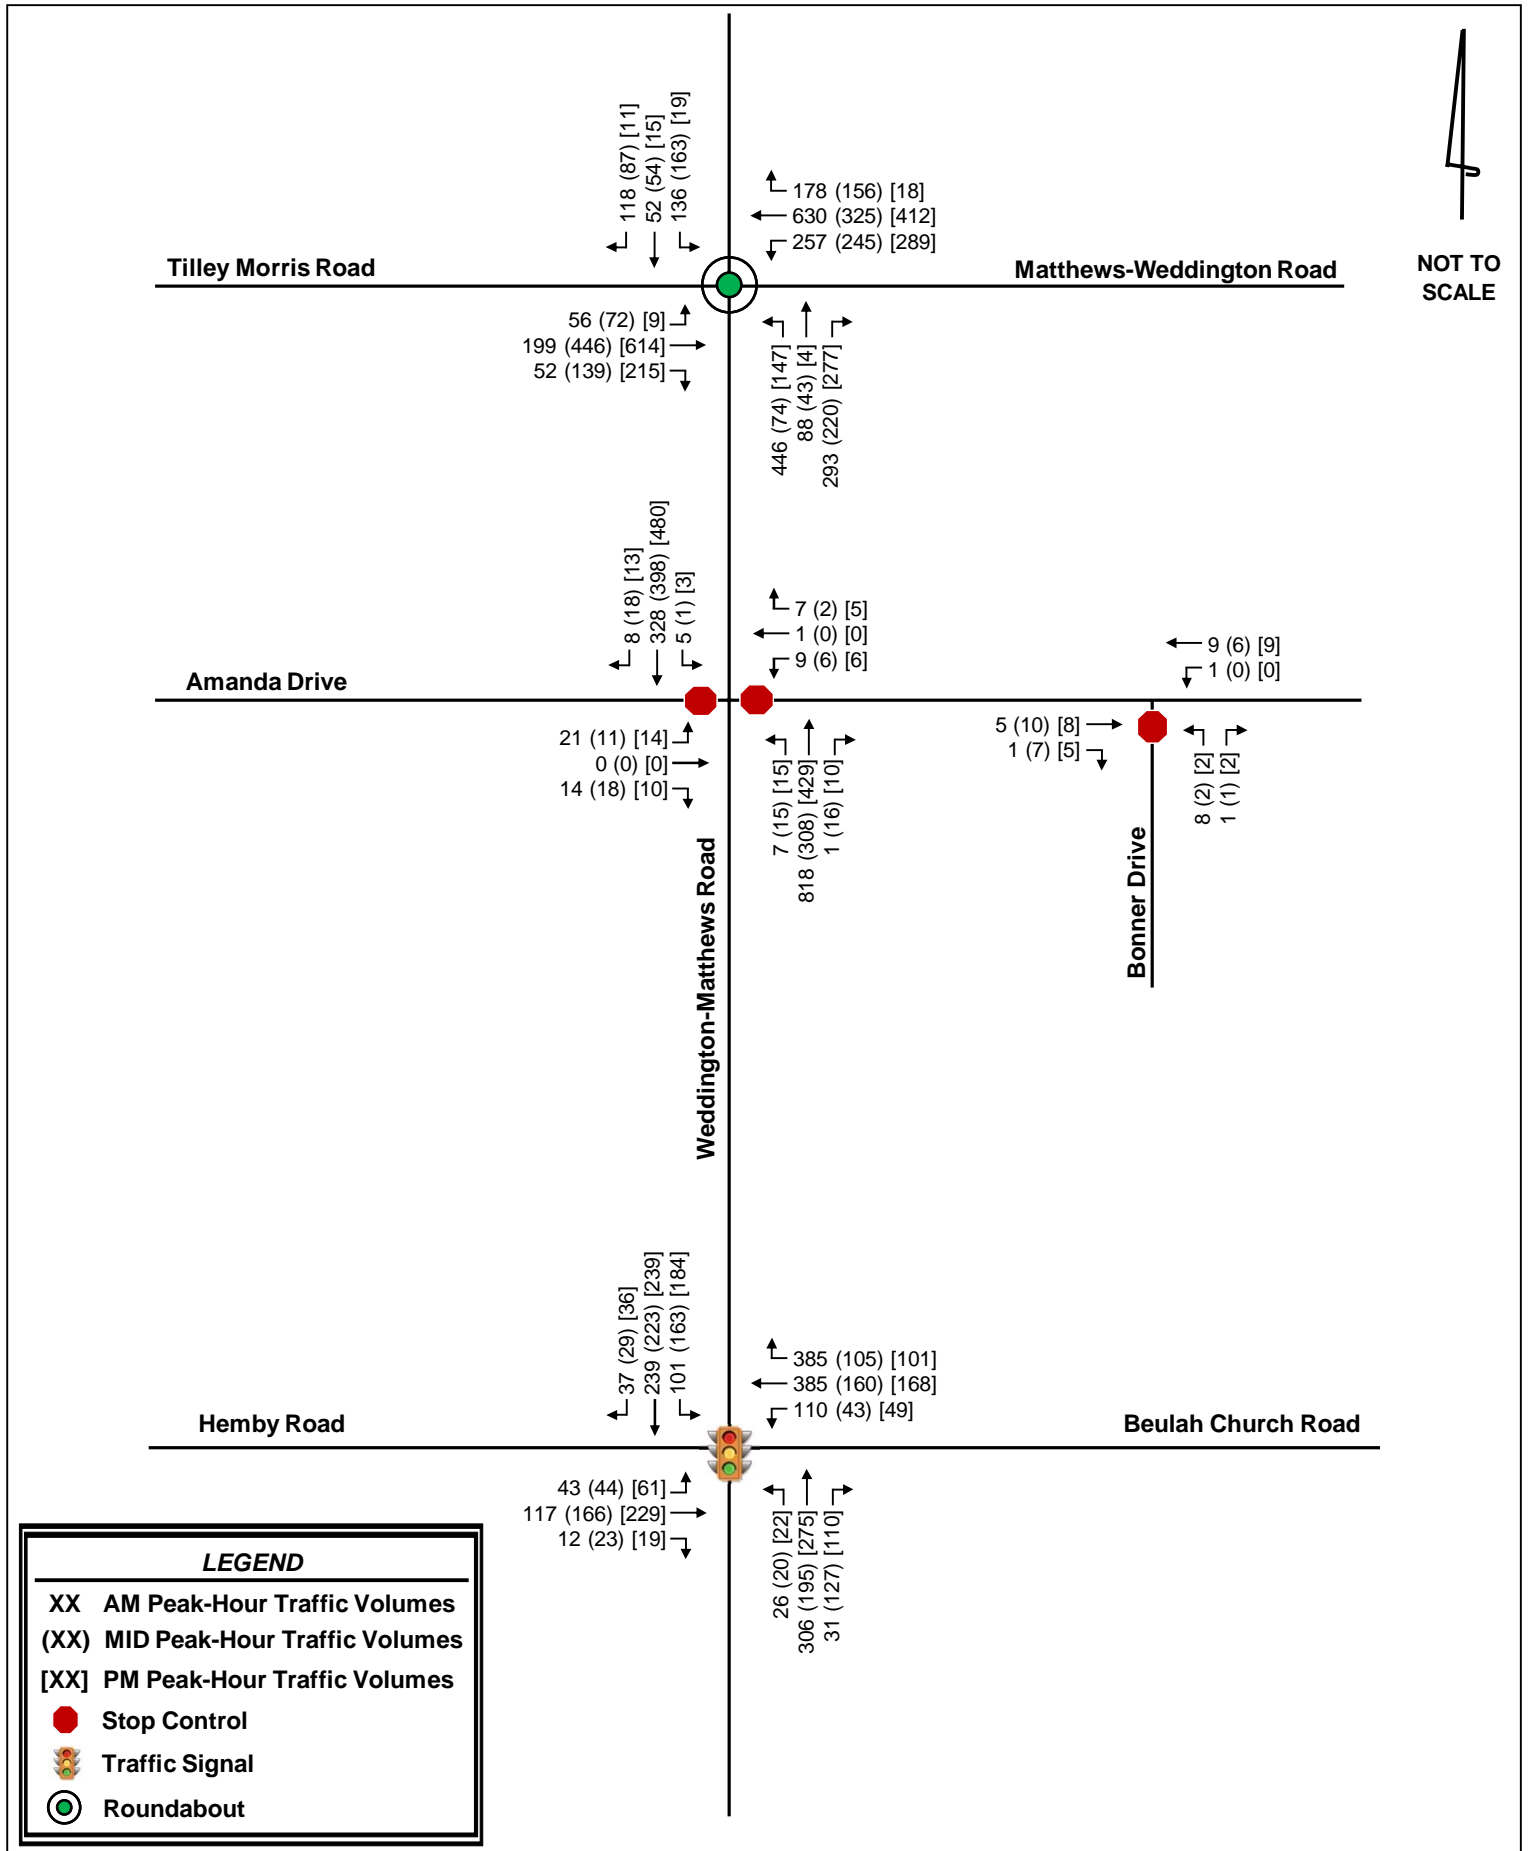 118 (87) [11]
52 (54) [15]
136 (163) [19]
178 (156) [18]
630 (325) [412]
257 (245) [289]
Tilley Morris Road
Matthews-Weddington Road
NOT TO
SCALE
56 (72) [9]
199 (446) [614]
52 (139) [215]
446 (74) [147]
88 (43) [4]
293 (220) [277]
8 (18) [13]
328 (398) [480]
5 (1) [3]
7 (2) [5]
1 (0) [0]
9 (6) [6]
9 (6) [9]
1 (0) [0]
Amanda Drive
21 (11) [14]
0 (0) [0]
14 (18) [10]
7 (15) [15]
818 (308) [429]
1 (16) [10]
5 (10) [8]
1 (7) [5]
8 (2) [2]
1 (1) [2]
Weddington-Matthews Road
Bonner Drive
37 (29) [36]
239 (223) [239]
101 (163) [184]
385 (105) [101]
385 (160) [168]
110 (43) [49]
Hemby Road
Beulah Church Road
43 (44) [61]
117 (166) [229]
12 (23) [19]
26 (20) [22]
306 (195) [275]
31 (127) [110]
LEGEND
XX AM Peak-Hour Traffic Volumes
(XX) MID Peak-Hour Traffic Volumes
[XX] PM Peak-Hour Traffic Volumes
Stop Control
Traffic Signal
Roundabout